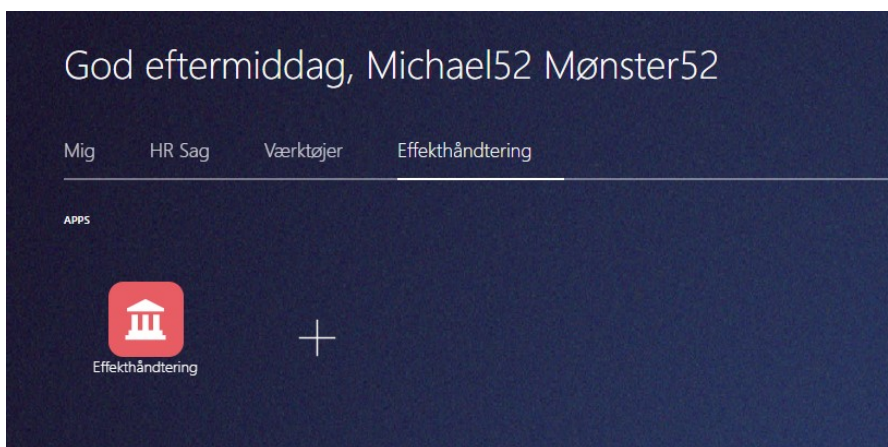 God eftermiddag, Michael52 Mønster52
Mig HR Sag Værktøjer Effekthåndtering
APPS
Effekthåndtering